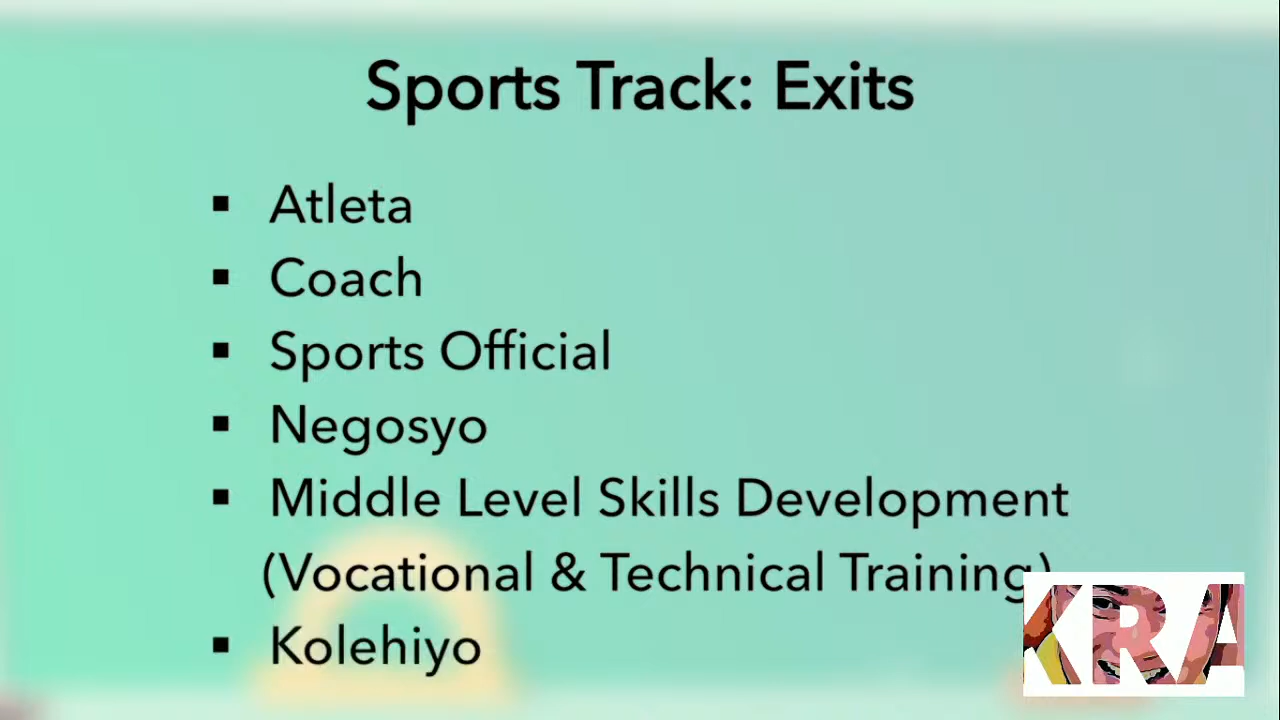 Sports Track: Exits
▪ Atleta
▪ Coach
▪ Sports Official
▪ Negosyo
▪ Middle Level Skills Development
(Vocational & Technical Training)
▪ Kolehiyo
KRA